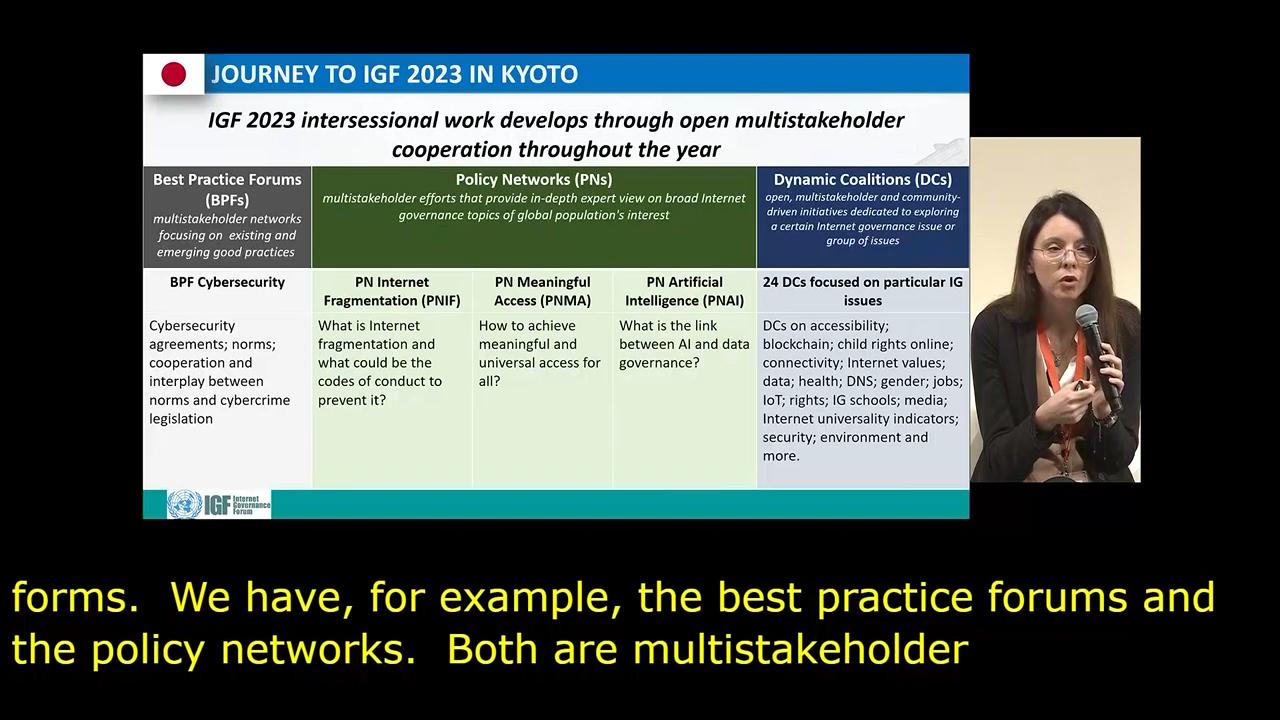 JOURNEY TO IGF 2023 IN KYOTO
IGF 2023 intersessional work develops through open multistakeholder
cooperation throughout the year
Best Practice Forums
(BPFs)
multistakeholder networks
focusing on existing and
emerging good practices
Policy Networks (PNs)
multistakeholder efforts that provide in-depth expert view on broad Internet
governance topics of global population's interest
Dynamic Coalitions (DCs)
open, multistakeholder and community-
driven initiatives dedicated to exploring
a certain Internet governance issue or
group of issues
BPF Cybersecurity
PN Internet
Fragmentation (PNIF)
PN Meaningful
Access (PNMA)
PN Artificial
Intelligence (PNAI)
24 DCs focused on particular IG
issues
Cybersecurity
agreements; norms;
cooperation and
interplay between
norms and cybercrime
legislation
What is Internet
fragmentation and
what could be the
codes of conduct to
prevent it?
How to achieve
meaningful and
universal access for
all?
What is the link
between AI and data
governance?
DCs on accessibility;
blockchain; child rights online;
connectivity; Internet values;
data; health; DNS; gender; jobs;
IoT; rights; IG schools; media;
Internet universality indicators;
security; environment and
more.
IGF
Internet
Governance
Forum
forms. We have, for example, the best practice forums and
the policy networks. Both are multistakeholder